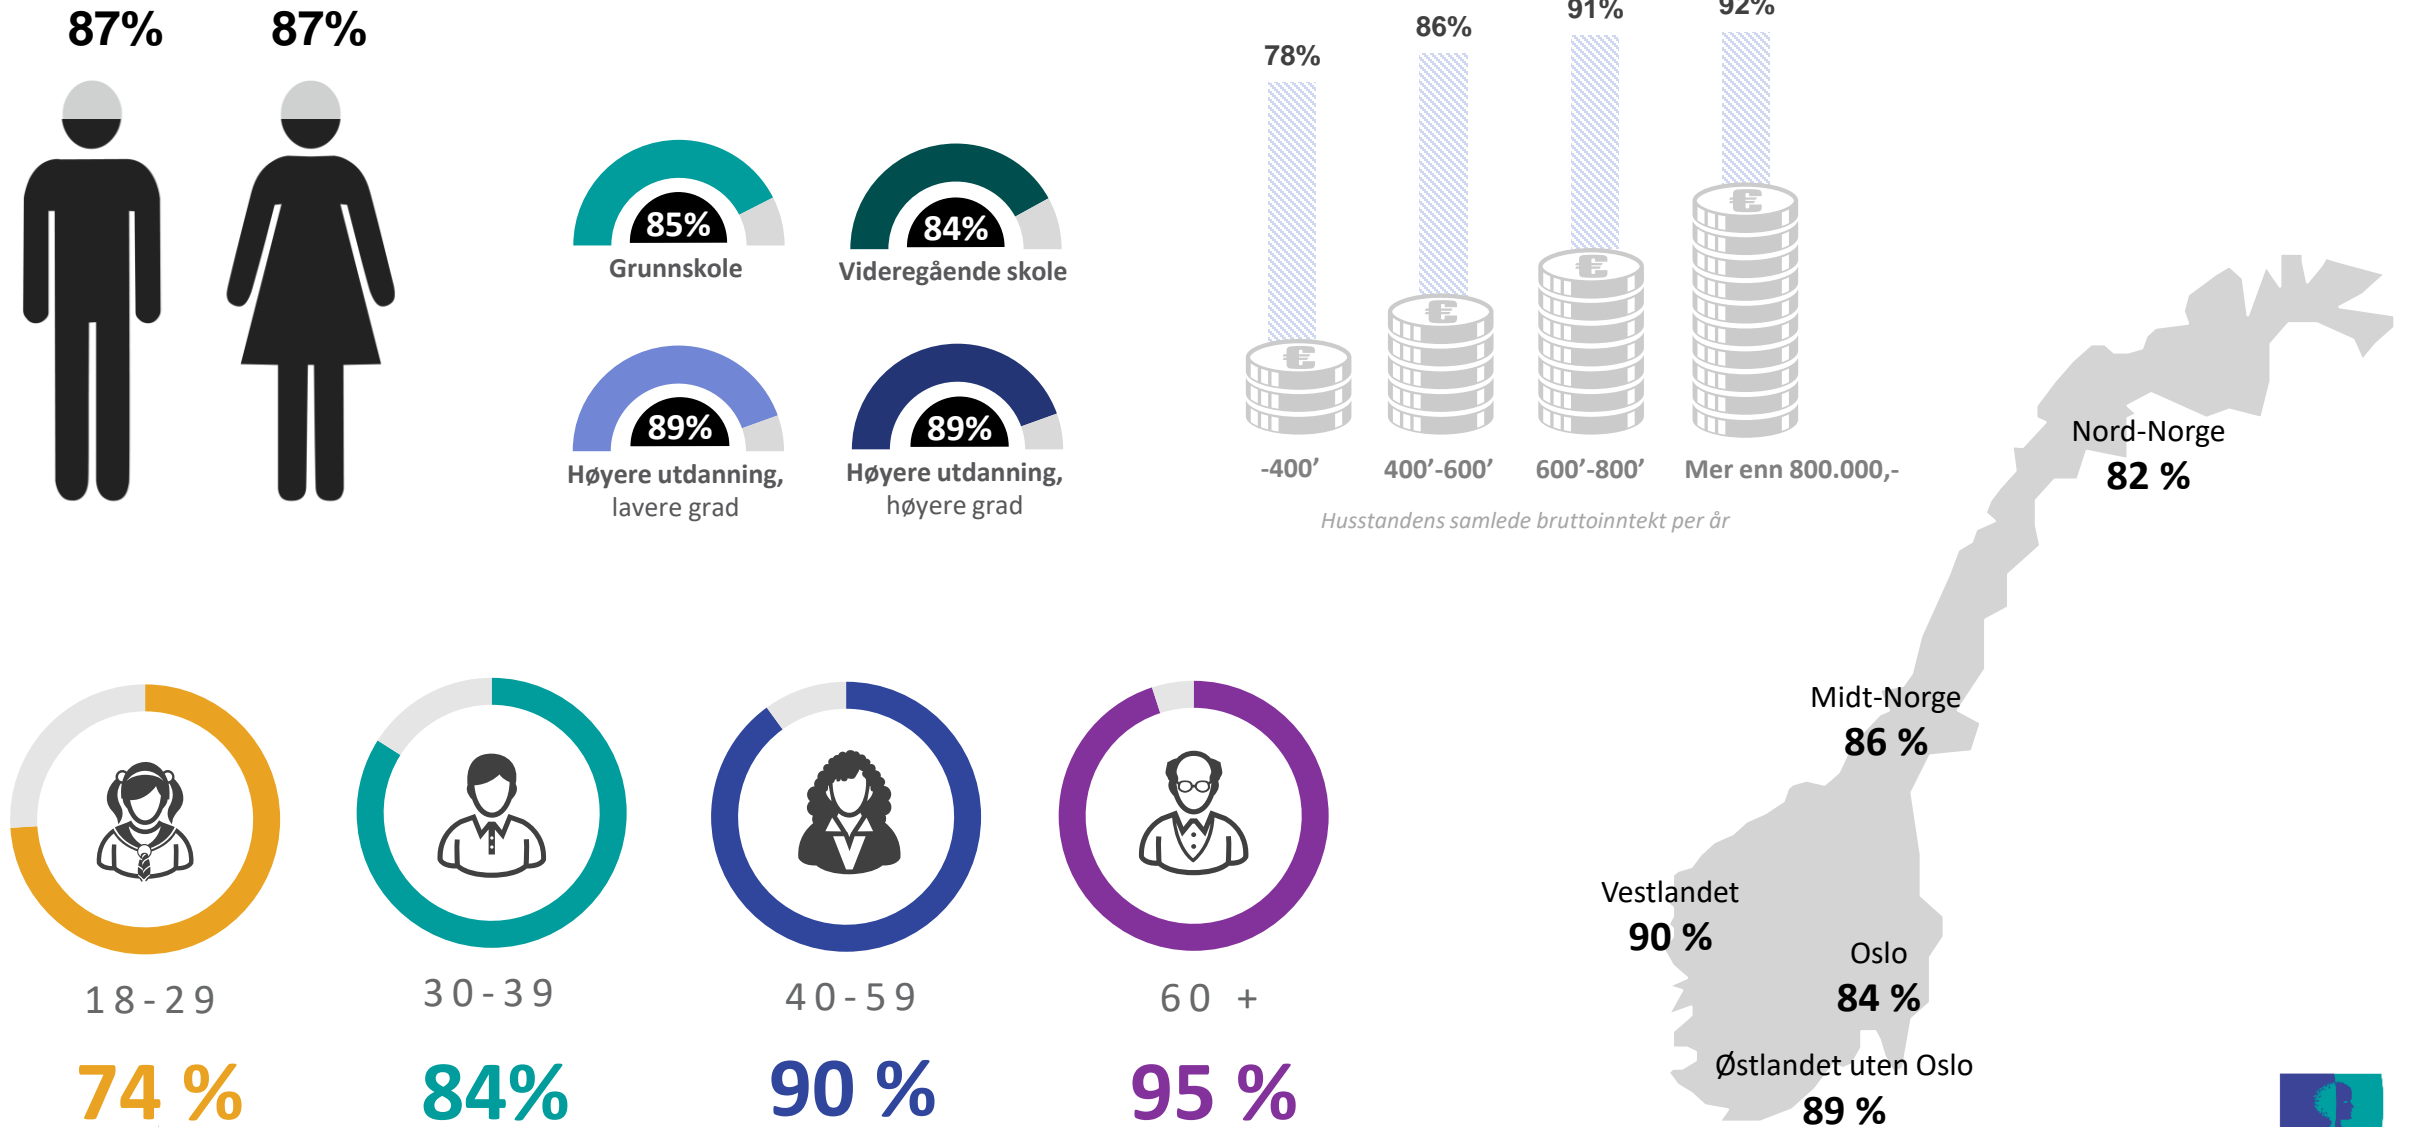 87%
87%
85%
Grunnskole
84%
Videregående skole
89%
Høyere utdanning,
lavere grad
89%
Høyere utdanning,
høyere grad
78%
86%
91%
92%
-400’
400’-600’
600’-800’
Mer enn 800.000,-
Husstandens samlede bruttoinntekt per år
18-29
74 %
30-39
84%
40-59
90 %
60 +
95 %
Nord-Norge
82 %
Midt-Norge
86 %
Vestlandet
90 %
Oslo
84 %
Østlandet uten Oslo
89 %